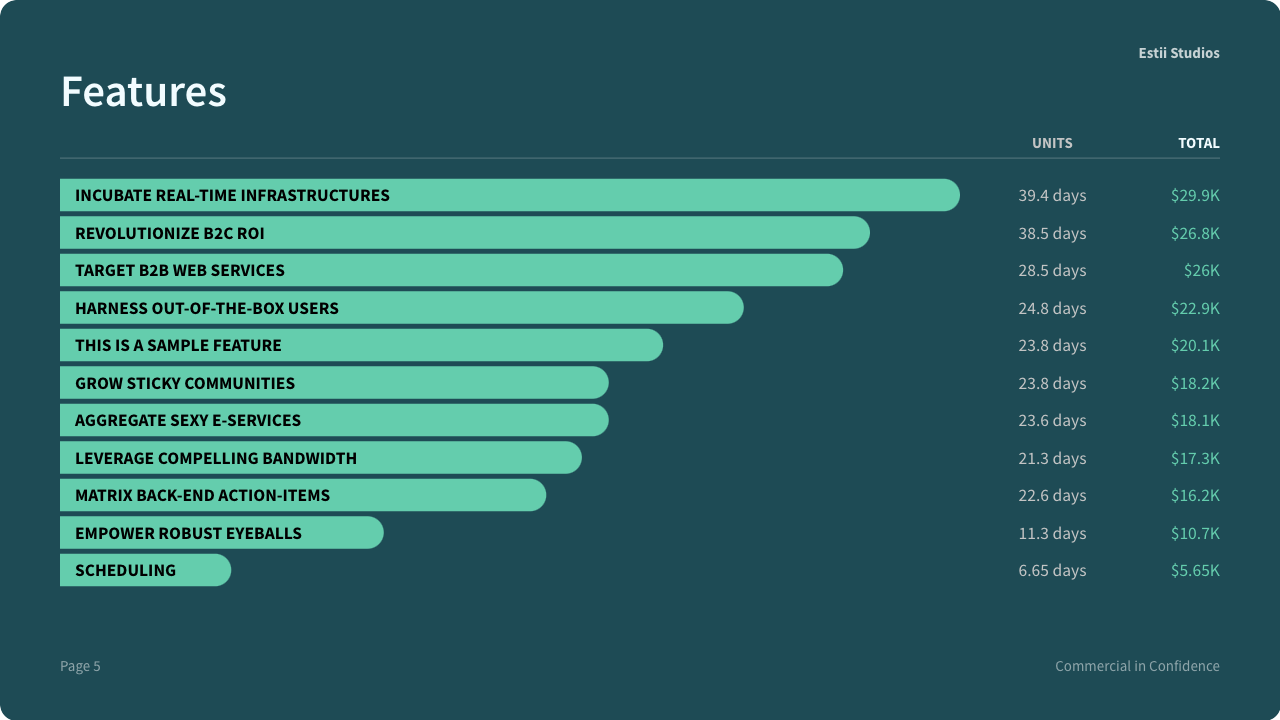 Estii Studios
Features
UNITS TOTAL
INCUBATE REAL-TIME INFRASTRUCTURES 39.4 days $29.9K
REVOLUTIONIZE B2C ROI 38.5 days $26.8K
TARGET B2B WEB SERVICES 28.5 days $26K
HARNESS OUT-OF-THE-BOX USERS 24.8 days $22.9K
THIS IS A SAMPLE FEATURE 23.8 days $20.1K
GROW STICKY COMMUNITIES 23.8 days $18.2K
AGGREGATE SEXY E-SERVICES 23.6 days $18.1K
LEVERAGE COMPELLING BANDWIDTH 21.3 days $17.3K
MATRIX BACK-END ACTION-ITEMS 22.6 days $16.2K
EMPOWER ROBUST EYEBALLS 11.3 days $10.7K
SCHEDULING 6.65 days $5.65K
Page 5 Commercial in Confidence